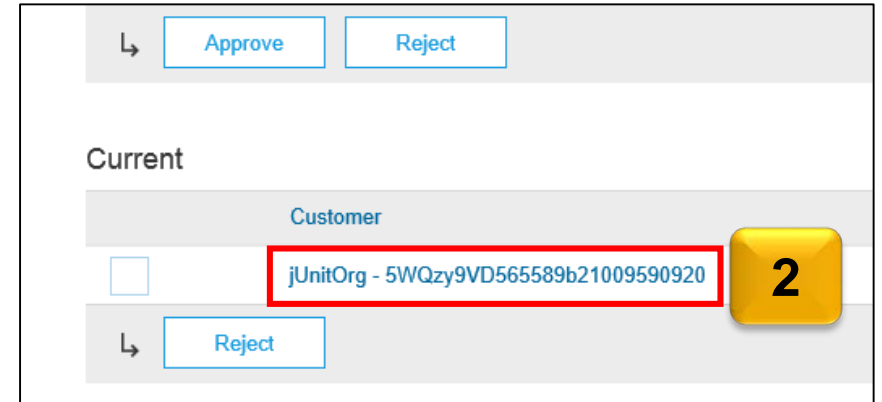 Approve Reject
Current
Customer
jUnitOrg - 5WQzy9VD565589b21009590920
2
Reject